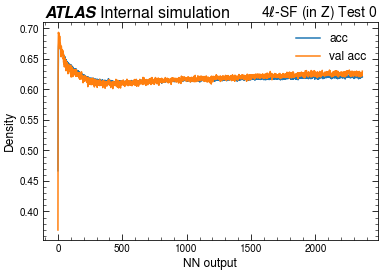 ATLAS Internal simulation 4ℓ-SF (in Z) Test 0
acc
val acc
0.70
0.65
0.60
0.55
0.50
0.45
0.40
Density
0 500 1000 1500 2000
NN output